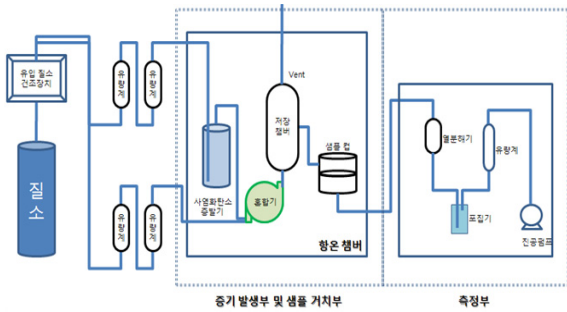 유입 질소
건조장치
질
소
유
량
계
유
량
계
유
량
계
유
량
계
사염화탄소
증발기
혼합기
Vent
저장
챔버
샘플 컵
항온 챔버
열분해기
유량계
포집기
진공펌프
증기 발생부 및 샘플 거치부
측정부